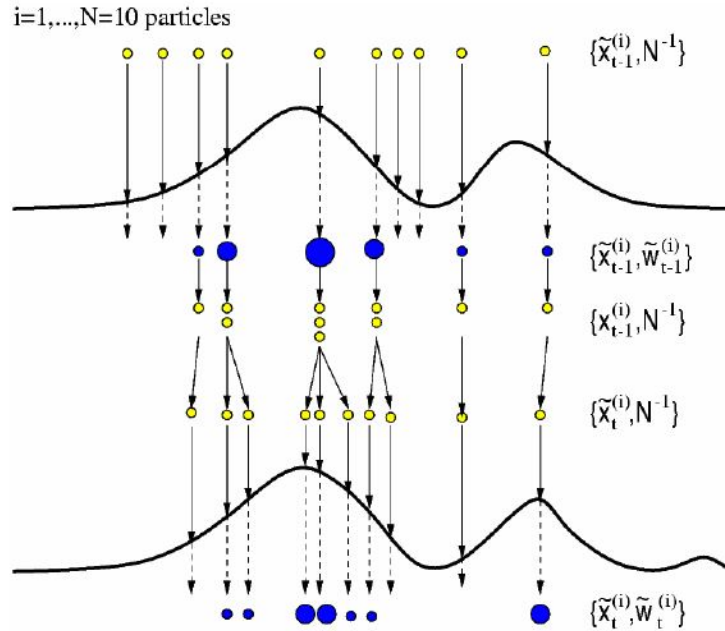 i=1,...,N=10 particles
{x̃_{t-1}^{(i)},N^{-1}}
{x̃_{t-1}^{(i)},w̃_{t-1}^{(i)}}
{x_{t-1}^{(i)},N^{-1}}
{x̃_t^{(i)},N^{-1}}
{x̃_t^{(i)},w̃_t^{(i)}}